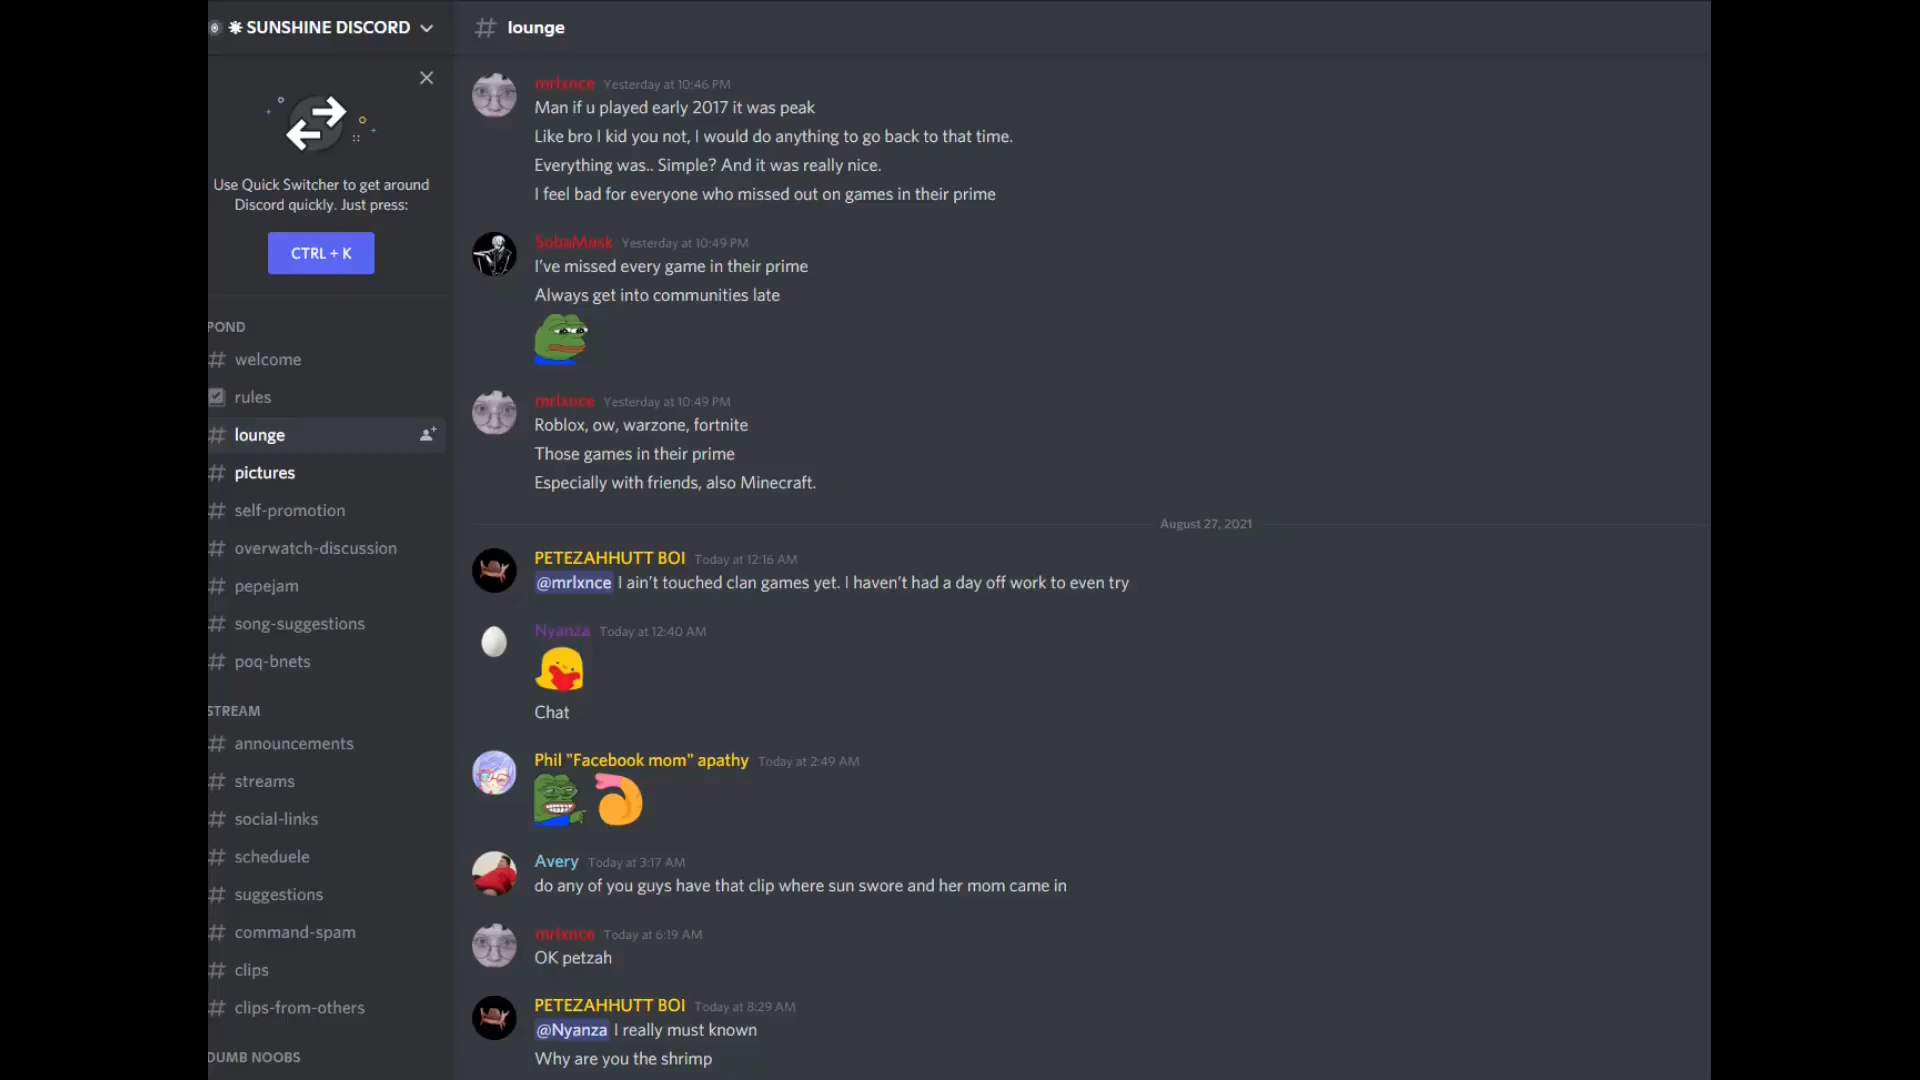 SUNSHINE DISCORD
Use Quick Switcher to get around
Discord quickly. Just press:
CTRL + K
POND
welcome
rules
lounge
pictures
self-promotion
overwatch-discussion
pepejam
song-suggestions
poq-bnets
STREAM
announcements
streams
social-links
scheduele
suggestions
command-spam
clips
clips-from-others
DUMB NOOBS
# lounge
mrlxnce Yesterday at 10:46 PM
Man if u played early 2017 it was peak
Like bro I kid you not, I would do anything to go back to that time.
Everything was.. Simple? And it was really nice.
I feel bad for everyone who missed out on games in their prime
SobaMask Yesterday at 10:49 PM
I've missed every game in their prime
Always get into communities late
mrlxnce Yesterday at 10:49 PM
Roblox, ow, warzone, fortnite
Those games in their prime
Especially with friends, also Minecraft.
August 27, 2021
PETEZAHHUTT BOI Today at 12:16 AM
@mrlxnce I ain't touched clan games yet. I haven't had a day off work to even try
Nyanza Today at 12:40 AM
Chat
Phil "Facebook mom" apathy Today at 2:49 AM
Avery Today at 3:17 AM
do any of you guys have that clip where sun swore and her mom came in
mrlxnce Today at 6:19 AM
OK petzah
PETEZAHHUTT BOI Today at 8:29 AM
@Nyanza I really must known
Why are you the shrimp